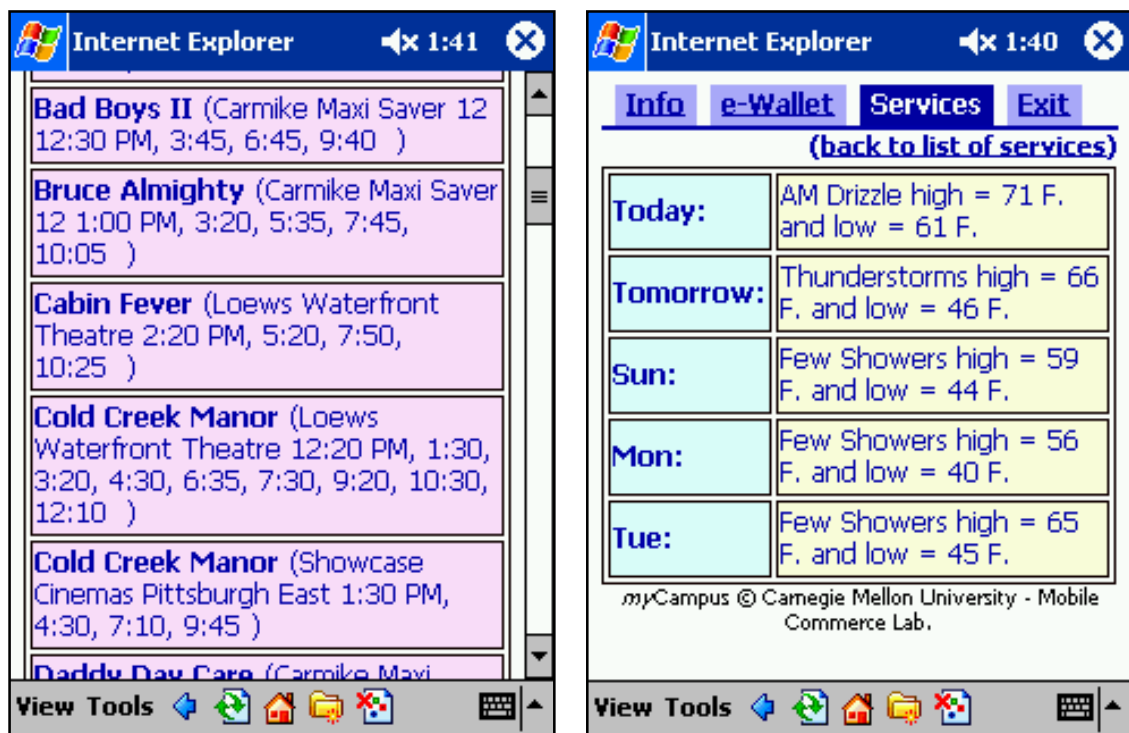 Internet Explorer 1:41
Bad Boys II (Carmike Maxi Saver 12
12:30 PM, 3:45, 6:45, 9:40 )
Bruce Almighty (Carmike Maxi Saver
12 1:00 PM, 3:20, 5:35, 7:45,
10:05 )
Cabin Fever (Loews Waterfront
Theatre 2:20 PM, 5:20, 7:50,
10:25 )
Cold Creek Manor (Loews
Waterfront Theatre 12:20 PM, 1:30,
3:20, 4:30, 6:35, 7:30, 9:20, 10:30,
12:10 )
Cold Creek Manor (Showcase
Cinemas Pittsburgh East 1:30 PM,
4:30, 7:10, 9:45 )
Daddy Day Care (Carmike Maxi
View Tools
Internet Explorer 1:40
Info e-Wallet Services Exit
(back to list of services)
Today: AM Drizzle high = 71 F.
and low = 61 F.
Tomorrow: Thunderstorms high = 66
F. and low = 46 F.
Sun: Few Showers high = 59
F. and low = 44 F.
Mon: Few Showers high = 56
F. and low = 40 F.
Tue: Few Showers high = 65
F. and low = 45 F.
myCampus © Carnegie Mellon University - Mobile
Commerce Lab.
View Tools